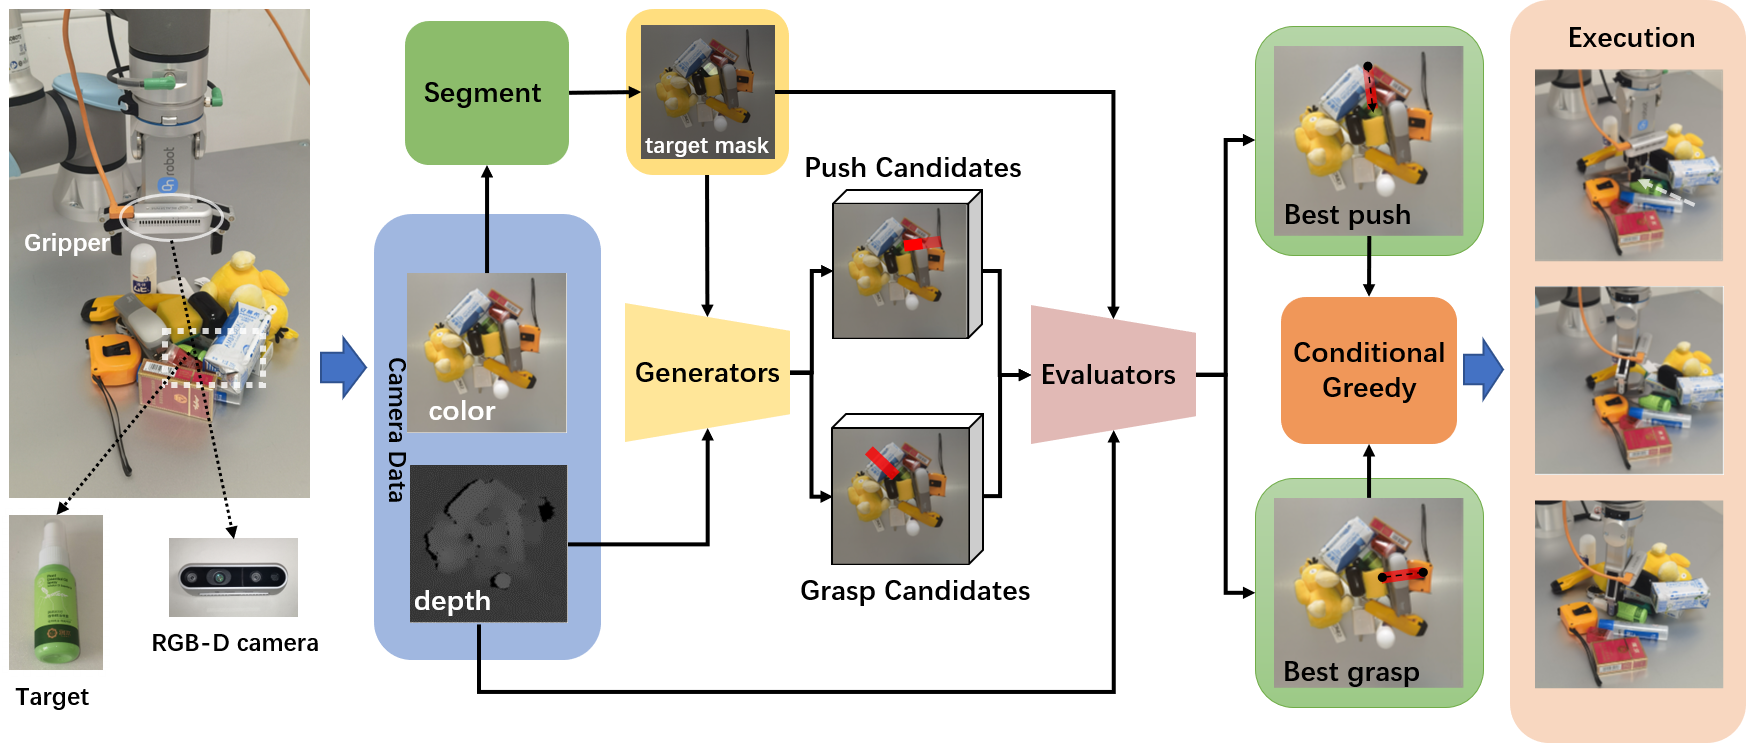 Gripper
robot
Target
RGB-D camera
Camera Data
color
depth
Segment
target mask
Generators
Push Candidates
Grasp Candidates
Evaluators
Best push
Conditional
Greedy
Best grasp
Execution